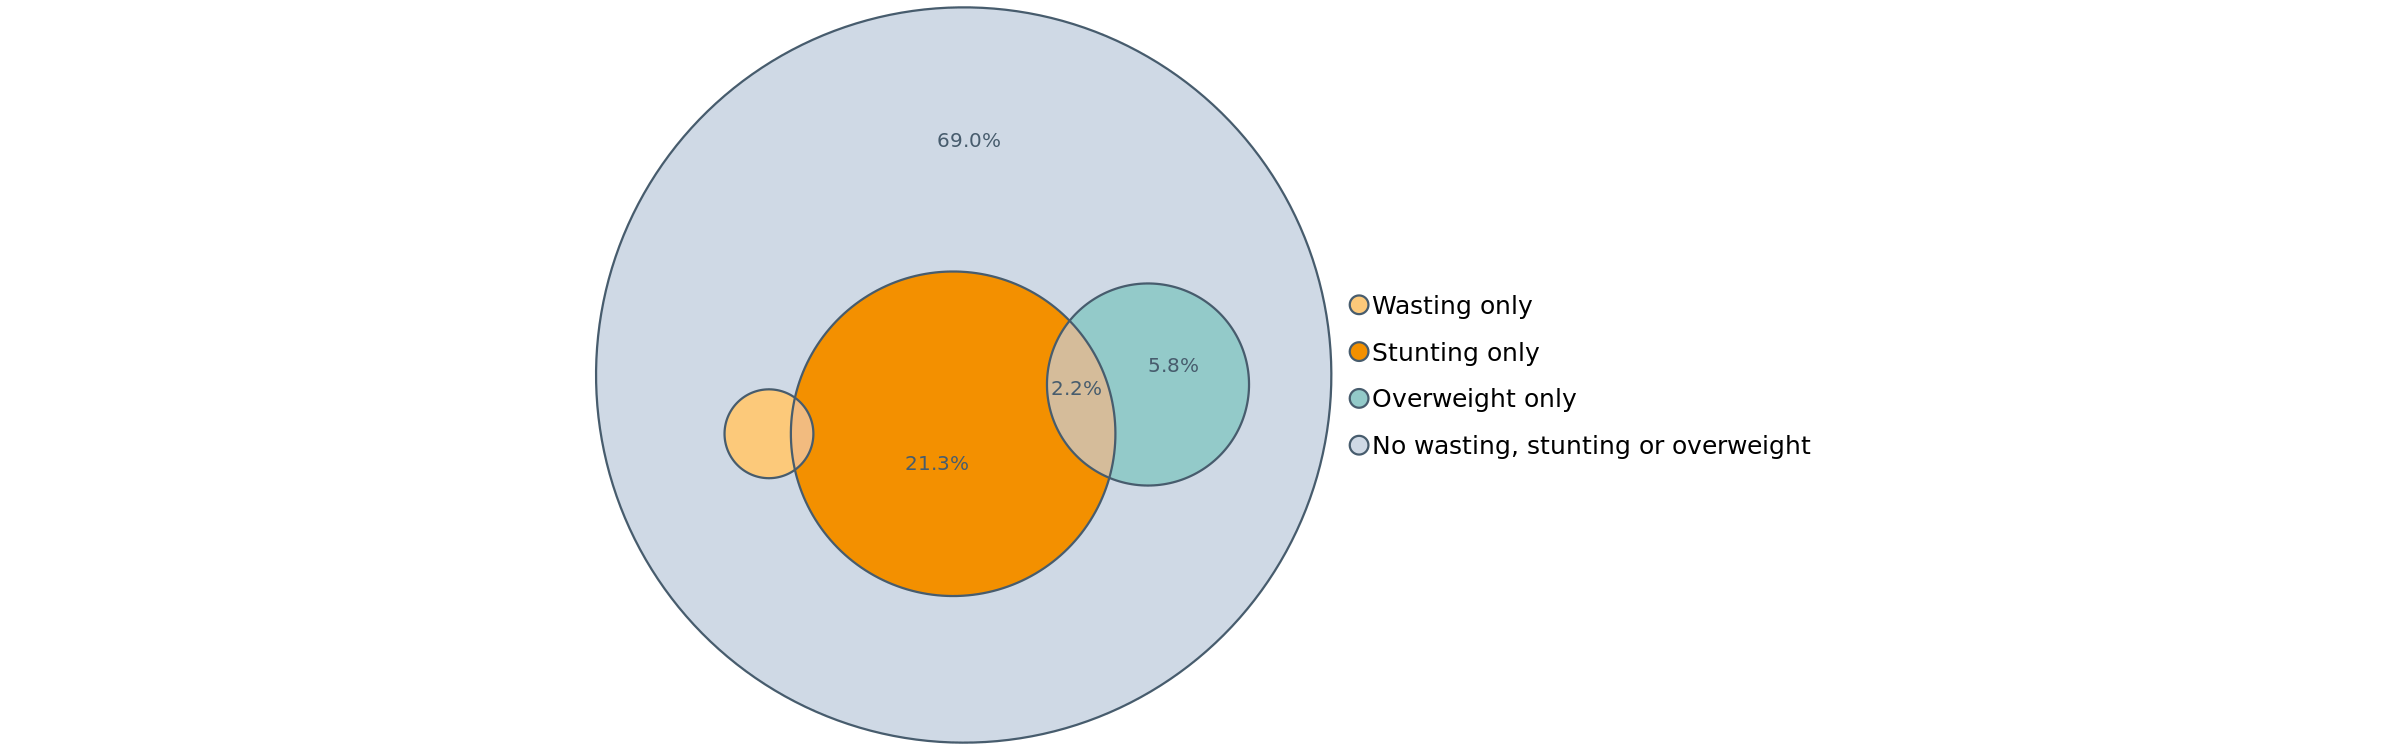 69.0%
5.8%
2.2%
21.3%
Wasting only
Stunting only
Overweight only
No wasting, stunting or overweight